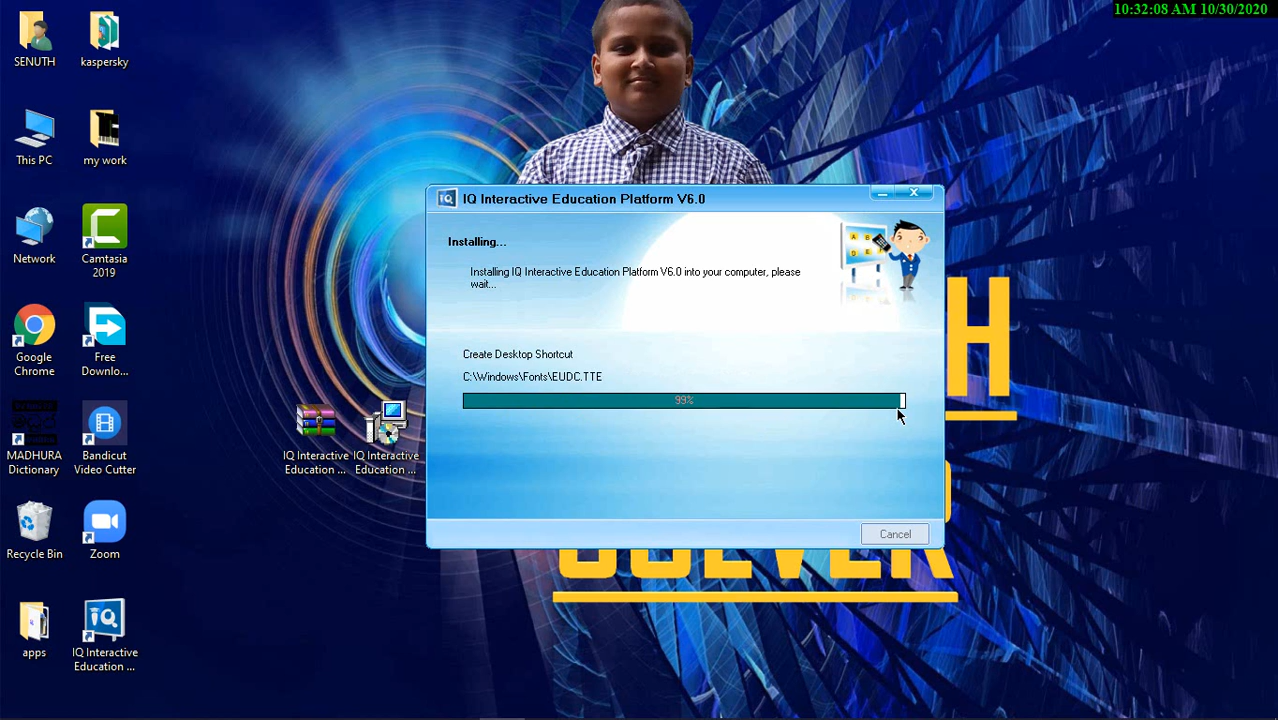 10:32:08 AM 10/30/2020
SENUTH
kaspersky
This PC
my work
Network
Camtasia
2019
Google
Chrome
Free
Downlo...
MADHURA
Dictionary
Bandicut
Video Cutter
Recycle Bin
Zoom
apps
IQ Interactive
Education ...
IQ Interactive
Education ...
IQ Interactive
Education ...
IQ Interactive Education Platform V6.0
Installing...
Installing IQ Interactive Education Platform V6.0 into your computer, please
wait...
Create Desktop Shortcut
C:\Windows\Fonts\EUDC.TTE
99%
Cancel